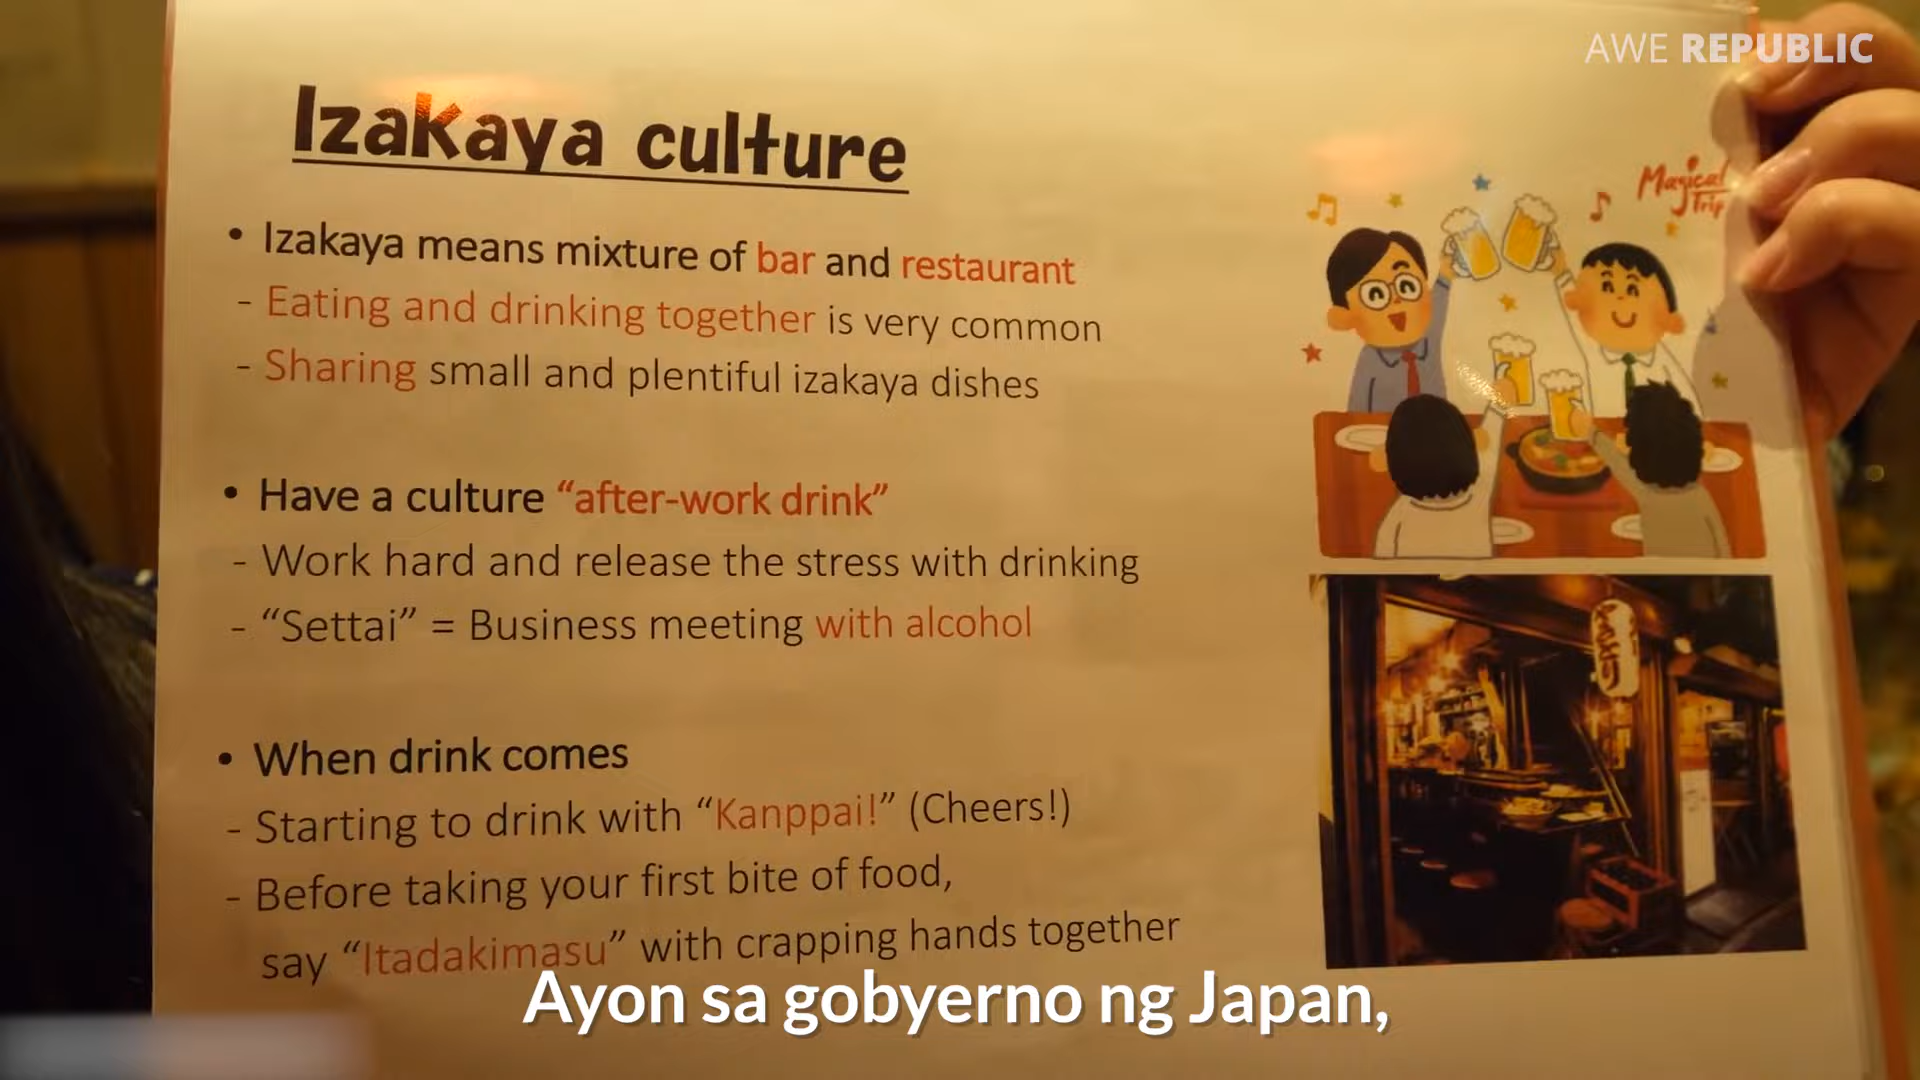 AWE REPUBLIC
Izakaya culture
Magical
Trip
• Izakaya means mixture of bar and restaurant
- Eating and drinking together is very common
- Sharing small and plentiful izakaya dishes
• Have a culture “after-work drink”
- Work hard and release the stress with drinking
- “Settai” = Business meeting with alcohol
• When drink comes
- Starting to drink with “Kanppai!” (Cheers!)
- Before taking your first bite of food,
say “Itadakimasu” with crapping hands together
Ayon sa gobyerno ng Japan,